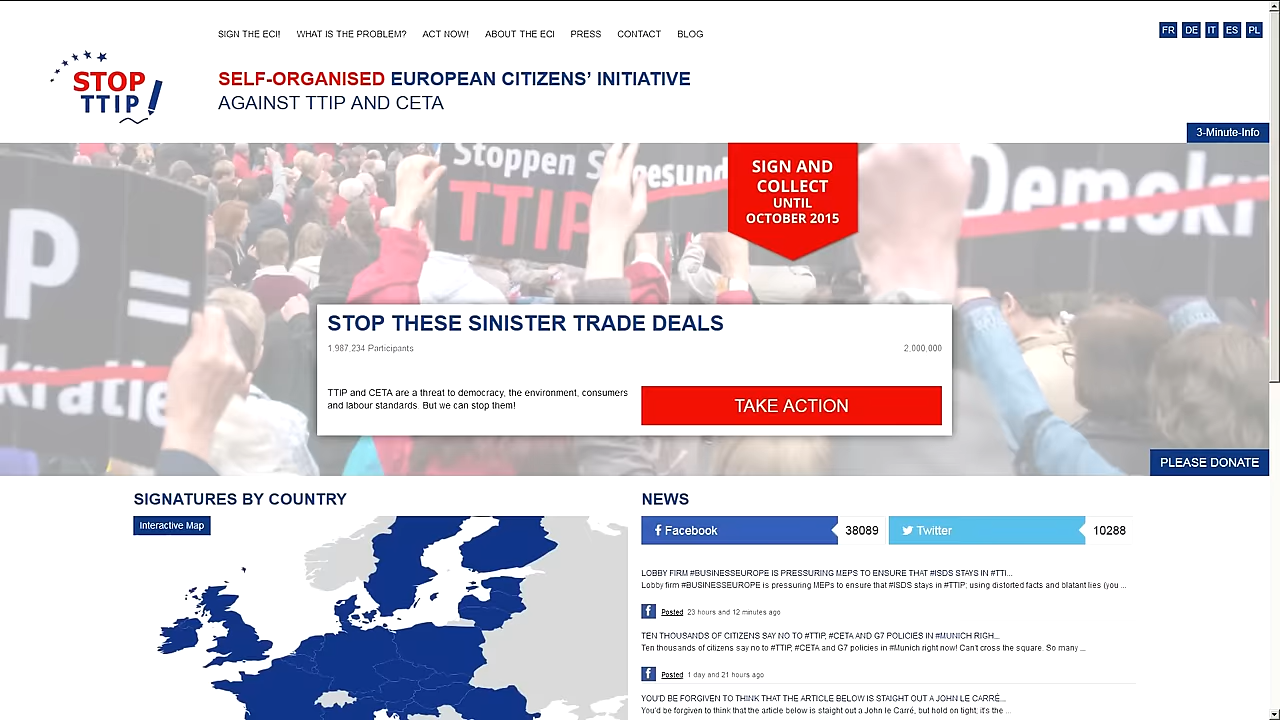 SIGN THE ECI! WHAT IS THE PROBLEM? ACT NOW! ABOUT THE ECI PRESS CONTACT BLOG
FR DE IT ES PL
STOP
TTIP
SELF-ORGANISED EUROPEAN CITIZENS' INITIATIVE
AGAINST TTIP AND CETA
3-Minute-Info
Stoppen
TTIP
Demokr
P =
kratie
SIGN AND
COLLECT
UNTIL
OCTOBER 2015
STOP THESE SINISTER TRADE DEALS
1,987,234 Participants 2,000,000
TTIP and CETA are a threat to democracy, the environment, consumers
and labour standards. But we can stop them!
TAKE ACTION
PLEASE DONATE
SIGNATURES BY COUNTRY
Interactive Map
NEWS
Facebook 38089 Twitter 10288
LOBBY FIRM #BUSINESSEUROPE IS PRESSURING MEPS TO ENSURE THAT #ISDS STAYS IN #TTI...
Lobby firm #BUSINESSEUROPE is pressuring MEPs to ensure that #ISDS stays in #TTIP, using distorted facts and blatant lies (you ...
Posted 23 hours and 12 minutes ago
TEN THOUSANDS OF CITIZENS SAY NO TO #TTIP, #CETA AND G7 POLICIES IN #MUNICH RIGH...
Ten thousands of citizens say no to #TTIP, #CETA and G7 policies in #Munich right now! Can't cross the square. So many ...
Posted 1 day and 21 hours ago
YOU'D BE FORGIVEN TO THINK THAT THE ARTICLE BELOW IS STAIGHT OUT A JOHN LE CARRÉ...
You'd be forgiven to think that the article below is staight out a John le Carré, but hold on tight, it's the ...